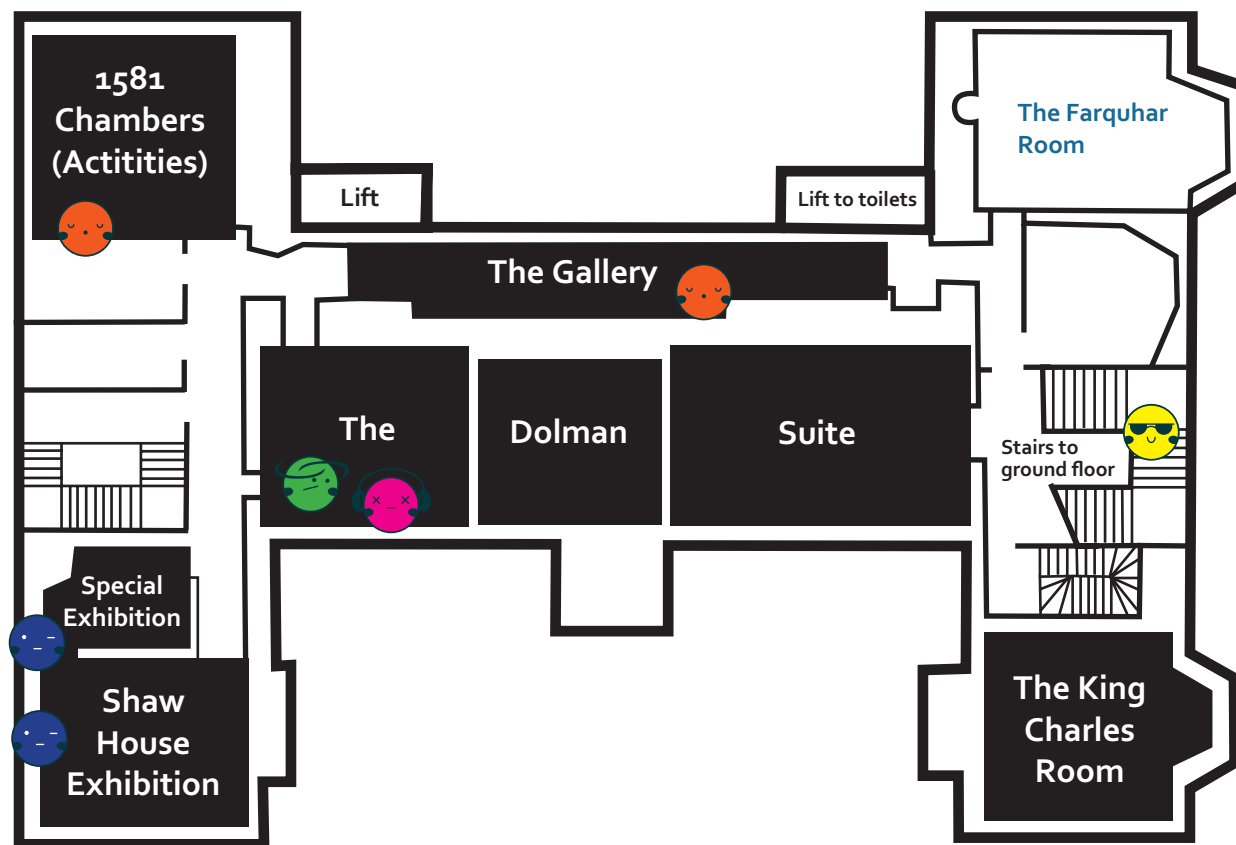 1581
Chambers
(Actitities)
The Farquhar
Room
Lift
Lift to toilets
The Gallery
The
Dolman
Suite
Stairs to
ground floor
Special
Exhibition
Shaw
House
Exhibition
The King
Charles
Room